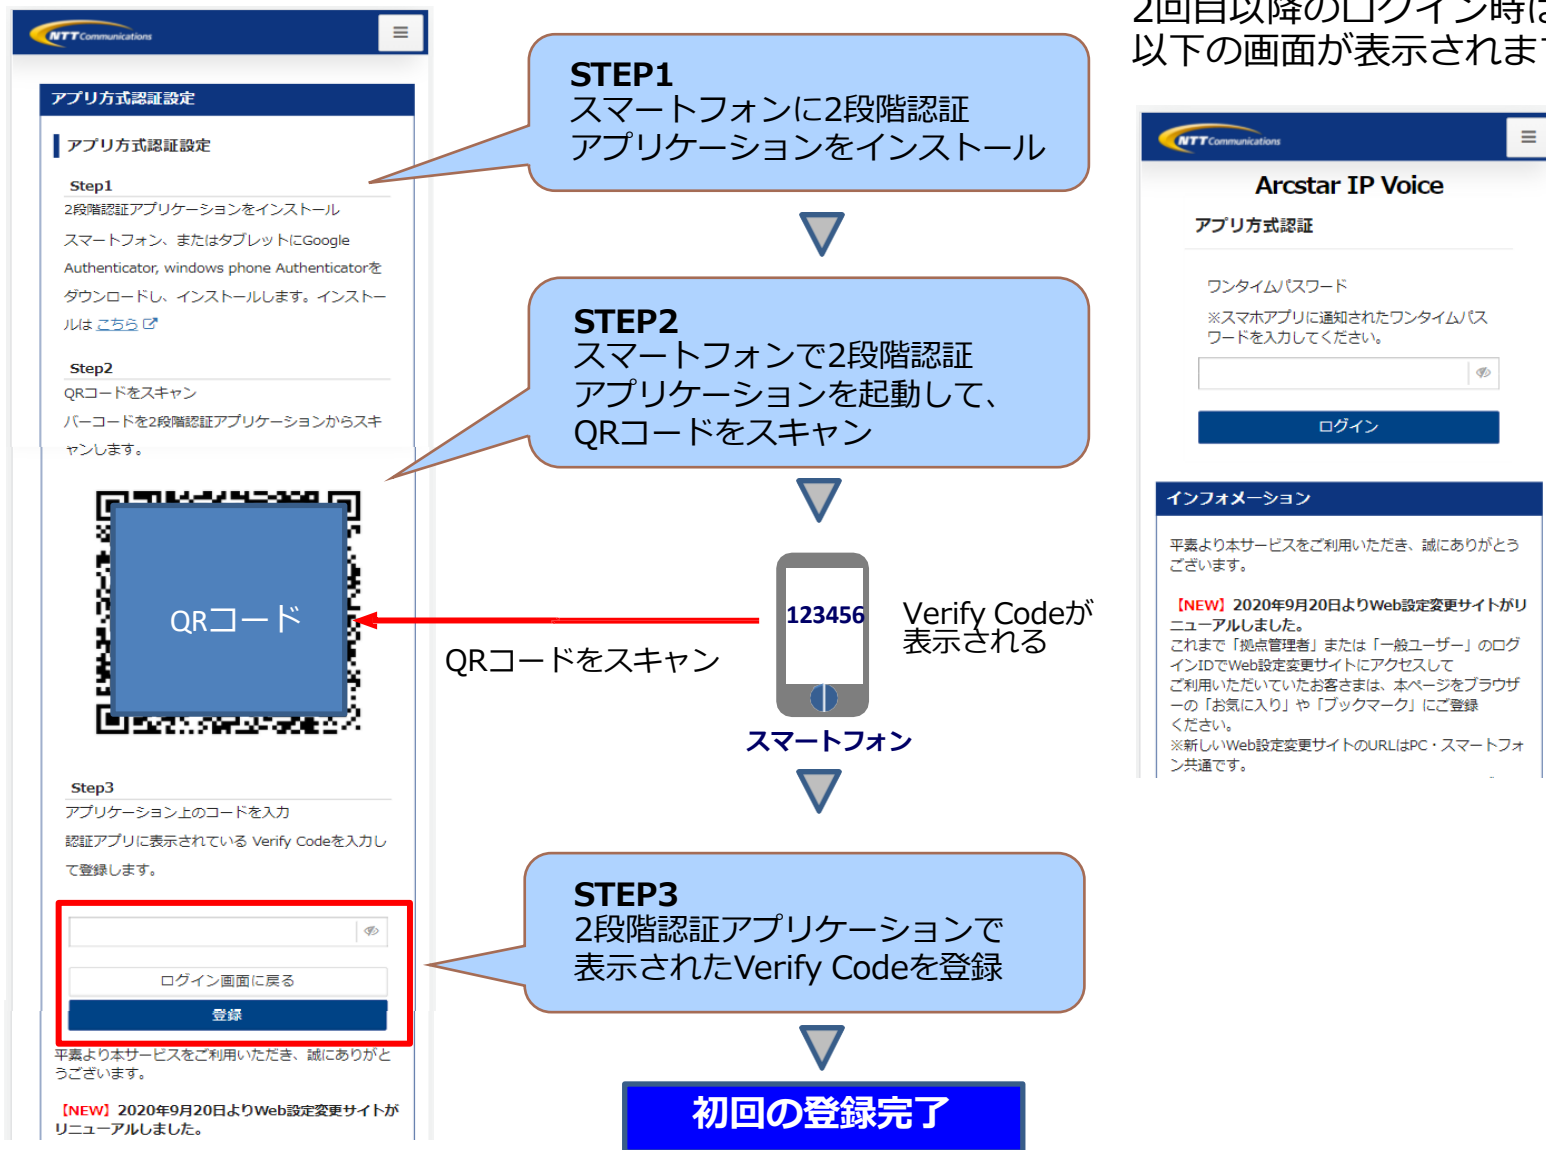 NTT Communications
アプリ方式認証設定
アプリ方式認証設定
Step1
2段階認証アプリケーションをインストール
スマートフォン、またはタブレットにGoogle
Authenticator, windows phone Authenticatorを
ダウンロードし、インストールします。インストー
ルは こちら
Step2
QRコードをスキャン
バーコードを2段階認証アプリケーションからスキ
ャンします。
QRコード
Step3
アプリケーション上のコードを入力
認証アプリに表示されている Verify Codeを入力し
て登録します。
ログイン画面に戻る
登録
平素より本サービスをご利用いただき、誠にありがと
うございます。
【NEW】2020年9月20日よりWeb設定変更サイトが
リニューアルしました。
STEP1
スマートフォンに2段階認証
アプリケーションをインストール
STEP2
スマートフォンで2段階認証
アプリケーションを起動して、
QRコードをスキャン
123456
Verify Codeが
表示される
QRコードをスキャン
スマートフォン
STEP3
2段階認証アプリケーションで
表示されたVerify Codeを登録
初回の登録完了
2回目以降のログイン時は
以下の画面が表示されま
NTT Communications
Arcstar IP Voice
アプリ方式認証
ワンタイムパスワード
※スマホアプリに通知されたワンタイムパス
ワードを入力してください。
ログイン
インフォメーション
平素より本サービスをご利用いただき、誠にありがとう
ございます。
【NEW】2020年9月20日よりWeb設定変更サイトがリ
ニューアルしました。
これまで「拠点管理者」または「一般ユーザー」のログ
インIDでWeb設定変更サイトにアクセスして
ご利用いただいていたお客さまは、本ページをブラウザ
ーの「お気に入り」や「ブックマーク」にご登録
ください。
※新しいWeb設定変更サイトのURLはPC・スマートフォ
ン共通です。